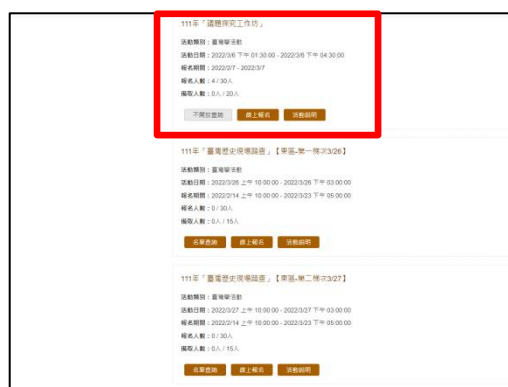 111年「議題探究工作坊」
活動類別：臺灣學活動
活動日期：2022/3/6 下午 01:30:00 - 2022/3/6 下午 04:30:00
報名期間：2022/2/7 - 2022/3/7
報名人數：4 / 30人
備取人數：0人 / 20人
不開放查詢 線上報名 活動說明
111年「臺灣歷史現場踏查」【東區-第一梯次3/26】
活動類別：臺灣學活動
活動日期：2022/3/26 上午 10:00:00 - 2022/3/26 下午 03:00:00
報名期間：2022/2/14 上午 10:00:00 - 2022/3/23 下午 05:00:00
報名人數：0 / 30人
備取人數：0人 / 15人
名單查詢 線上報名 活動說明
111年「臺灣歷史現場踏查」【東區-第二梯次3/27】
活動類別：臺灣學活動
活動日期：2022/3/27 上午 10:00:00 - 2022/3/27 下午 03:00:00
報名期間：2022/2/14 上午 10:00:00 - 2022/3/23 下午 05:00:00
報名人數：0 / 30人
備取人數：0人 / 15人
名單查詢 線上報名 活動說明